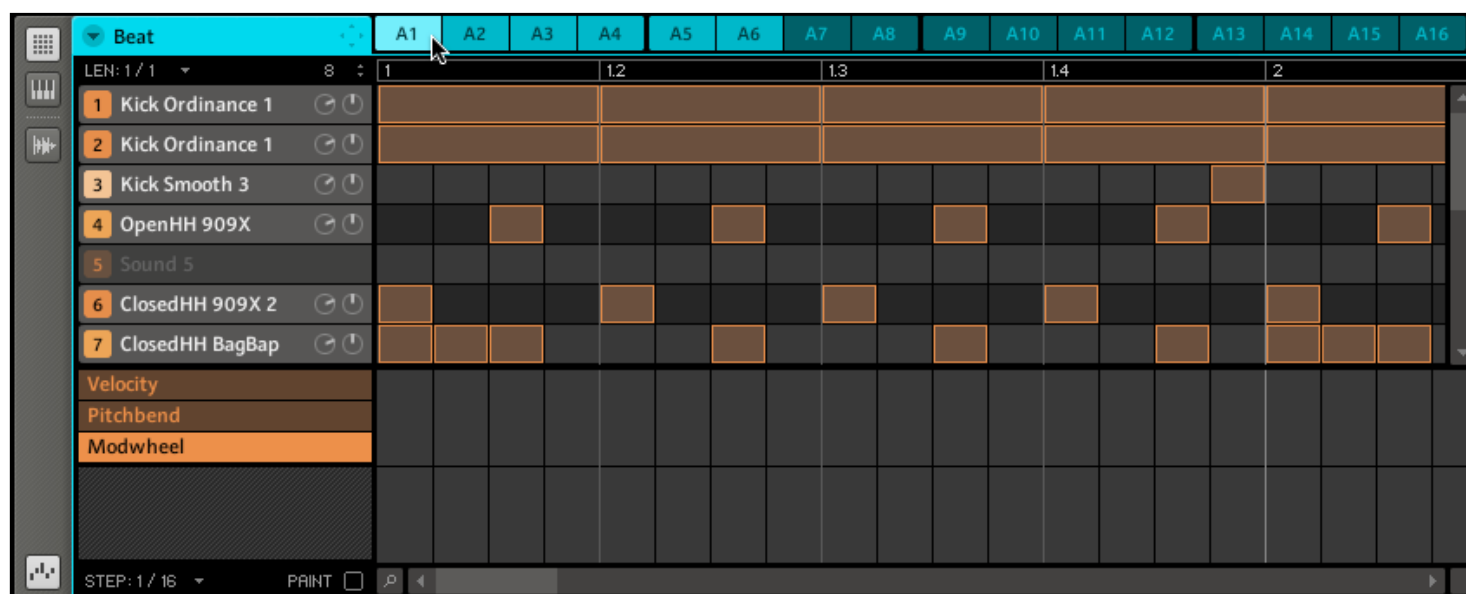 Beat A1 A2 A3 A4 A5 A6 A7 A8 A9 A10 A11 A12 A13 A14 A15 A16
LEN: 1 / 1 8 1 1.2 1.3 1.4 2
1 Kick Ordinance 1
2 Kick Ordinance 1
3 Kick Smooth 3
4 OpenHH 909X
5 Sound 5
6 ClosedHH 909X 2
7 ClosedHH BagBap
Velocity
Pitchbend
Modwheel
STEP: 1 / 16 PAINT